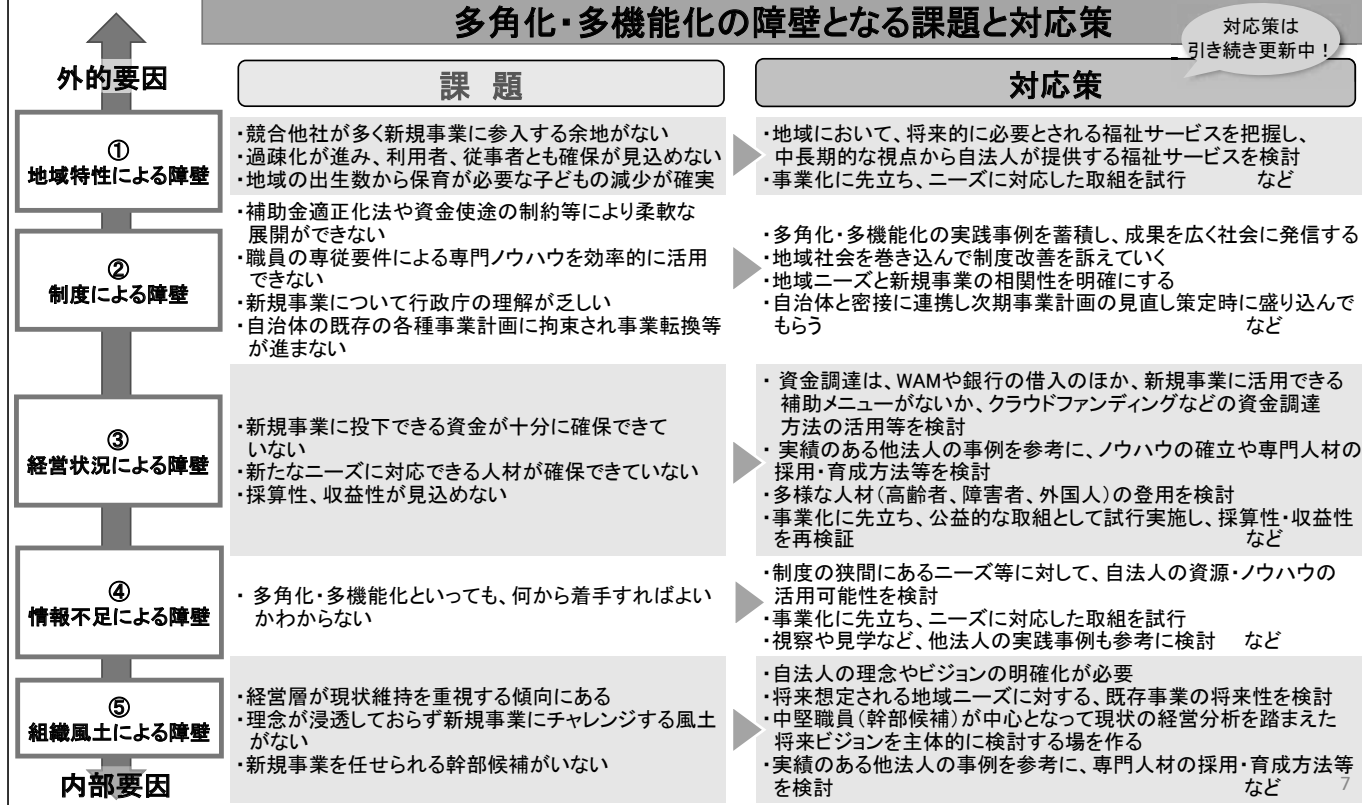 多角化・多機能化の障壁となる課題と対応策
対応策は
引き続き更新中！
外的要因
課 題
対応策
①
地域特性による障壁
・競合他社が多く新規事業に参入する余地がない
・過疎化が進み、利用者、従事者とも確保が見込めない
・地域の出生数から保育が必要な子どもの減少が確実
・地域において、将来的に必要とされる福祉サービスを把握し、
中長期的な視点から自法人が提供する福祉サービスを検討
・事業化に先立ち、ニーズに対応した取組を試行 など
②
制度による障壁
・補助金適正化法や資金使途の制約等により柔軟な
展開ができない
・職員の専従要件による専門ノウハウを効率的に活用
できない
・新規事業について行政庁の理解が乏しい
・自治体の既存の各種事業計画に拘束され事業転換等
が進まない
・多角化・多機能化の実践事例を蓄積し、成果を広く社会に発信する
・地域社会を巻き込んで制度改善を訴えていく
・地域ニーズと新規事業の相関性を明確にする
・自治体と密接に連携し次期事業計画の見直し策定時に盛り込んで
もらう など
③
経営状況による障壁
・新規事業に投下できる資金が十分に確保できて
いない
・新たなニーズに対応できる人材が確保できていない
・採算性、収益性が見込めない
・ 資金調達は、WAMや銀行の借入のほか、新規事業に活用できる
補助メニューがないか、クラウドファンディングなどの資金調達
方法の活用等を検討
・ 実績のある他法人の事例を参考に、ノウハウの確立や専門人材の
採用・育成方法等を検討
・多様な人材（高齢者、障害者、外国人）の登用を検討
・事業化に先立ち、公益的な取組として試行実施し、採算性・収益性
を再検証 など
④
情報不足による障壁
・ 多角化・多機能化といっても、何から着手すればよい
かわからない
・制度の狭間にあるニーズ等に対して、自法人の資源・ノウハウの
活用可能性を検討
・事業化に先立ち、ニーズに対応した取組を試行
・視察や見学など、他法人の実践事例も参考に検討 など
⑤
組織風土による障壁
・経営層が現状維持を重視する傾向にある
・理念が浸透しておらず新規事業にチャレンジする風土
がない
・新規事業を任せられる幹部候補がいない
・自法人の理念やビジョンの明確化が必要
・将来想定される地域ニーズに対する、既存事業の将来性を検討
・中堅職員（幹部候補）が中心となって現状の経営分析を踏まえた
将来ビジョンを主体的に検討する場を作る
・実績のある他法人の事例を参考に、専門人材の採用・育成方法等
を検討 など
内部要因
7